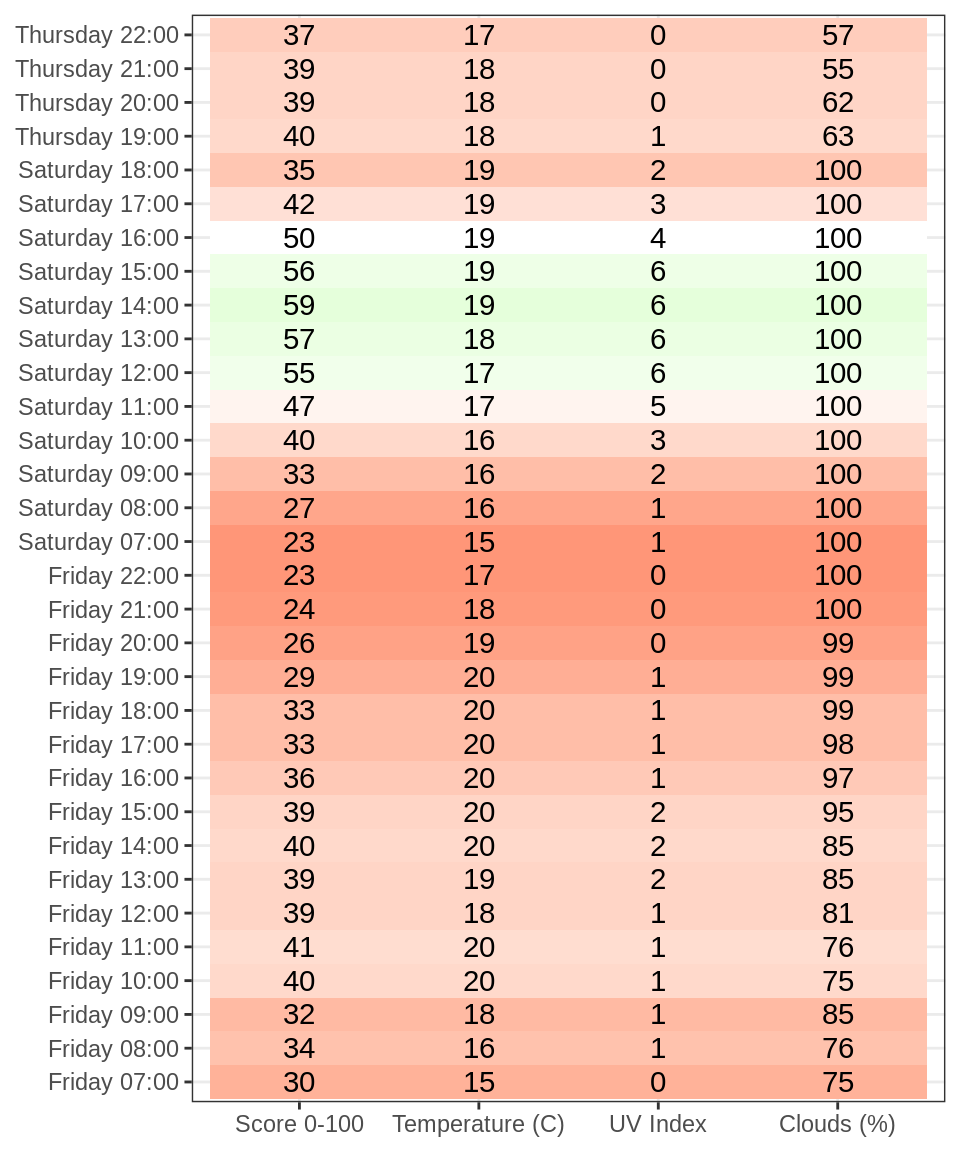 Thursday 22:00 37 17 0 57
Thursday 21:00 39 18 0 55
Thursday 20:00 39 18 0 62
Thursday 19:00 40 18 1 63
Saturday 18:00 35 19 2 100
Saturday 17:00 42 19 3 100
Saturday 16:00 50 19 4 100
Saturday 15:00 56 19 6 100
Saturday 14:00 59 19 6 100
Saturday 13:00 57 18 6 100
Saturday 12:00 55 17 6 100
Saturday 11:00 47 17 5 100
Saturday 10:00 40 16 3 100
Saturday 09:00 33 16 2 100
Saturday 08:00 27 16 1 100
Saturday 07:00 23 15 1 100
Friday 22:00 23 17 0 100
Friday 21:00 24 18 0 100
Friday 20:00 26 19 0 99
Friday 19:00 29 20 1 99
Friday 18:00 33 20 1 99
Friday 17:00 33 20 1 98
Friday 16:00 36 20 1 97
Friday 15:00 39 20 2 95
Friday 14:00 40 20 2 85
Friday 13:00 39 19 2 85
Friday 12:00 39 18 1 81
Friday 11:00 41 20 1 76
Friday 10:00 40 20 1 75
Friday 09:00 32 18 1 85
Friday 08:00 34 16 1 76
Friday 07:00 30 15 0 75
Score 0-100 Temperature (C) UV Index Clouds (%)